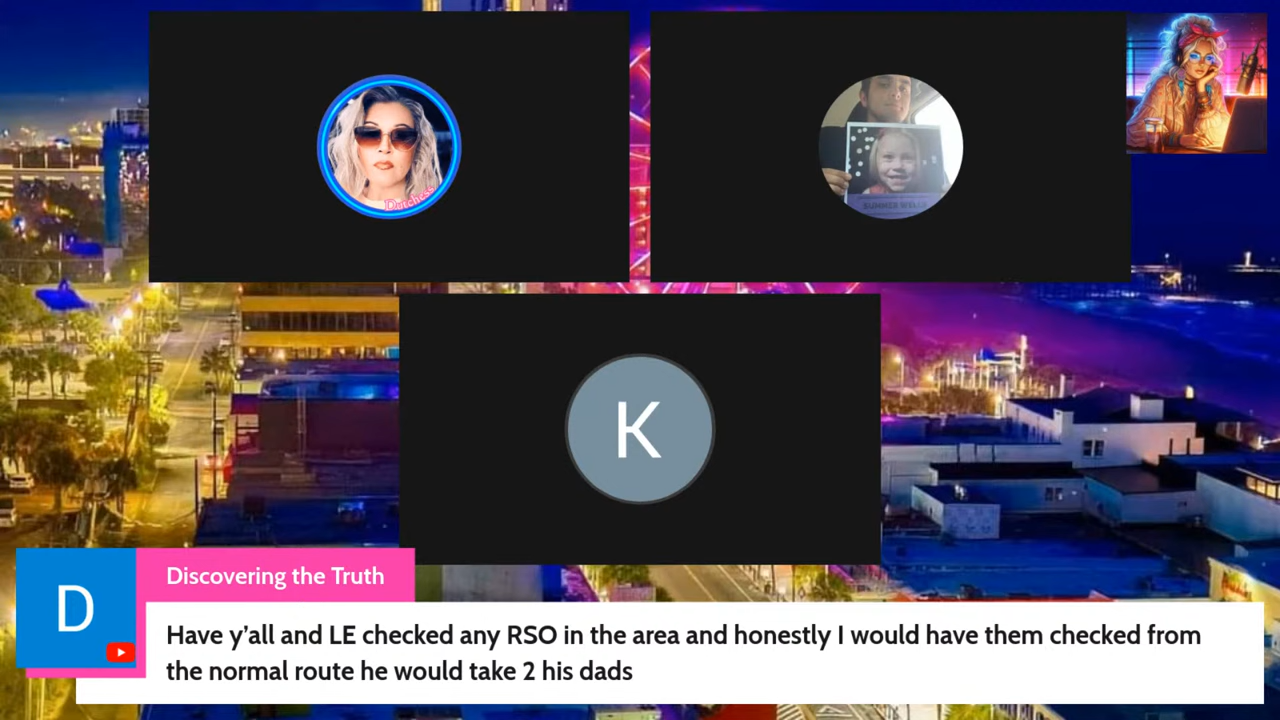 Dutchess
SUMMER WELLS
K
D
Discovering the Truth
Have y'all and LE checked any RSO in the area and honestly I would have them checked from
the normal route he would take 2 his dads